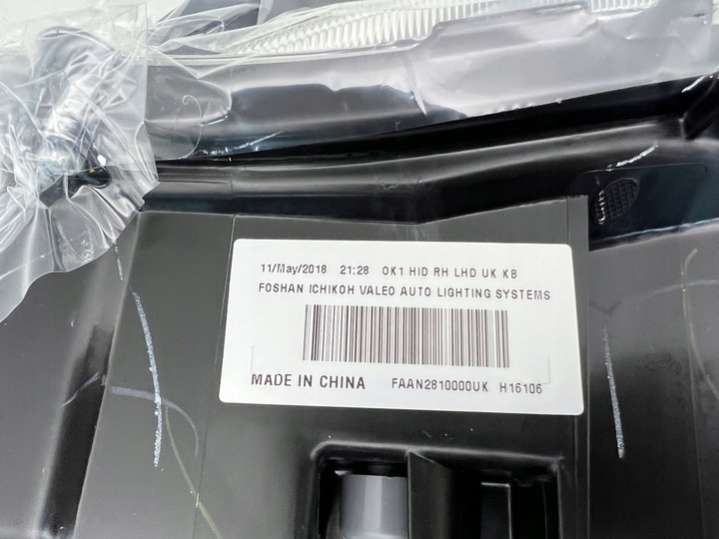 11/May/2018 21:28 OK1 HID RH LHD UK KB
FOSHAN ICHIKOH VALEO AUTO LIGHTING SYSTEMS
MADE IN CHINA FAAN2810000UK H16106